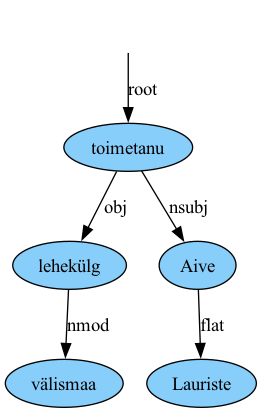 root
toimetanu
obj nsubj
lehekülg Aive
nmod flat
välismaa Lauriste